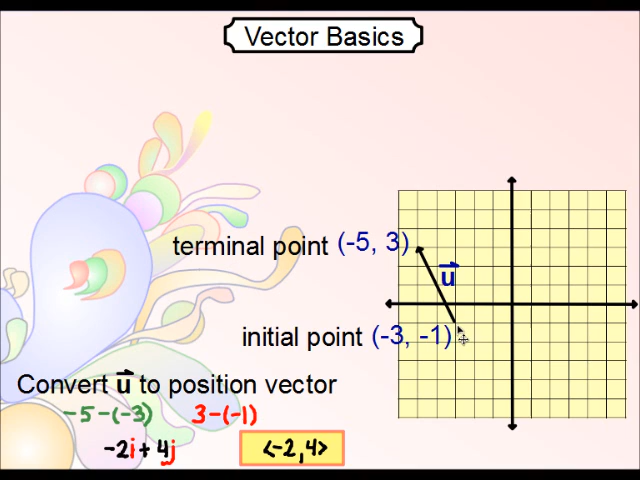 Vector Basics
terminal point (-5, 3)
u
initial point (-3, -1)
Convert u to position vector
-5-(-3) 3-(-1)
-2i + 4j <-2,4>